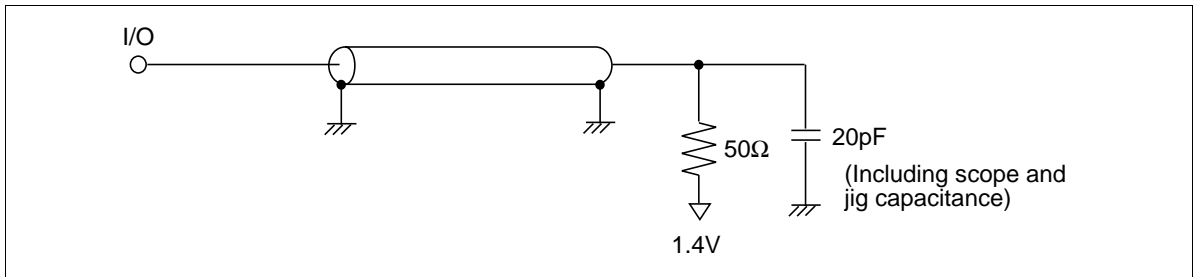 I/O
50Ω
20pF
(Including scope and
jig capacitance)
1.4V